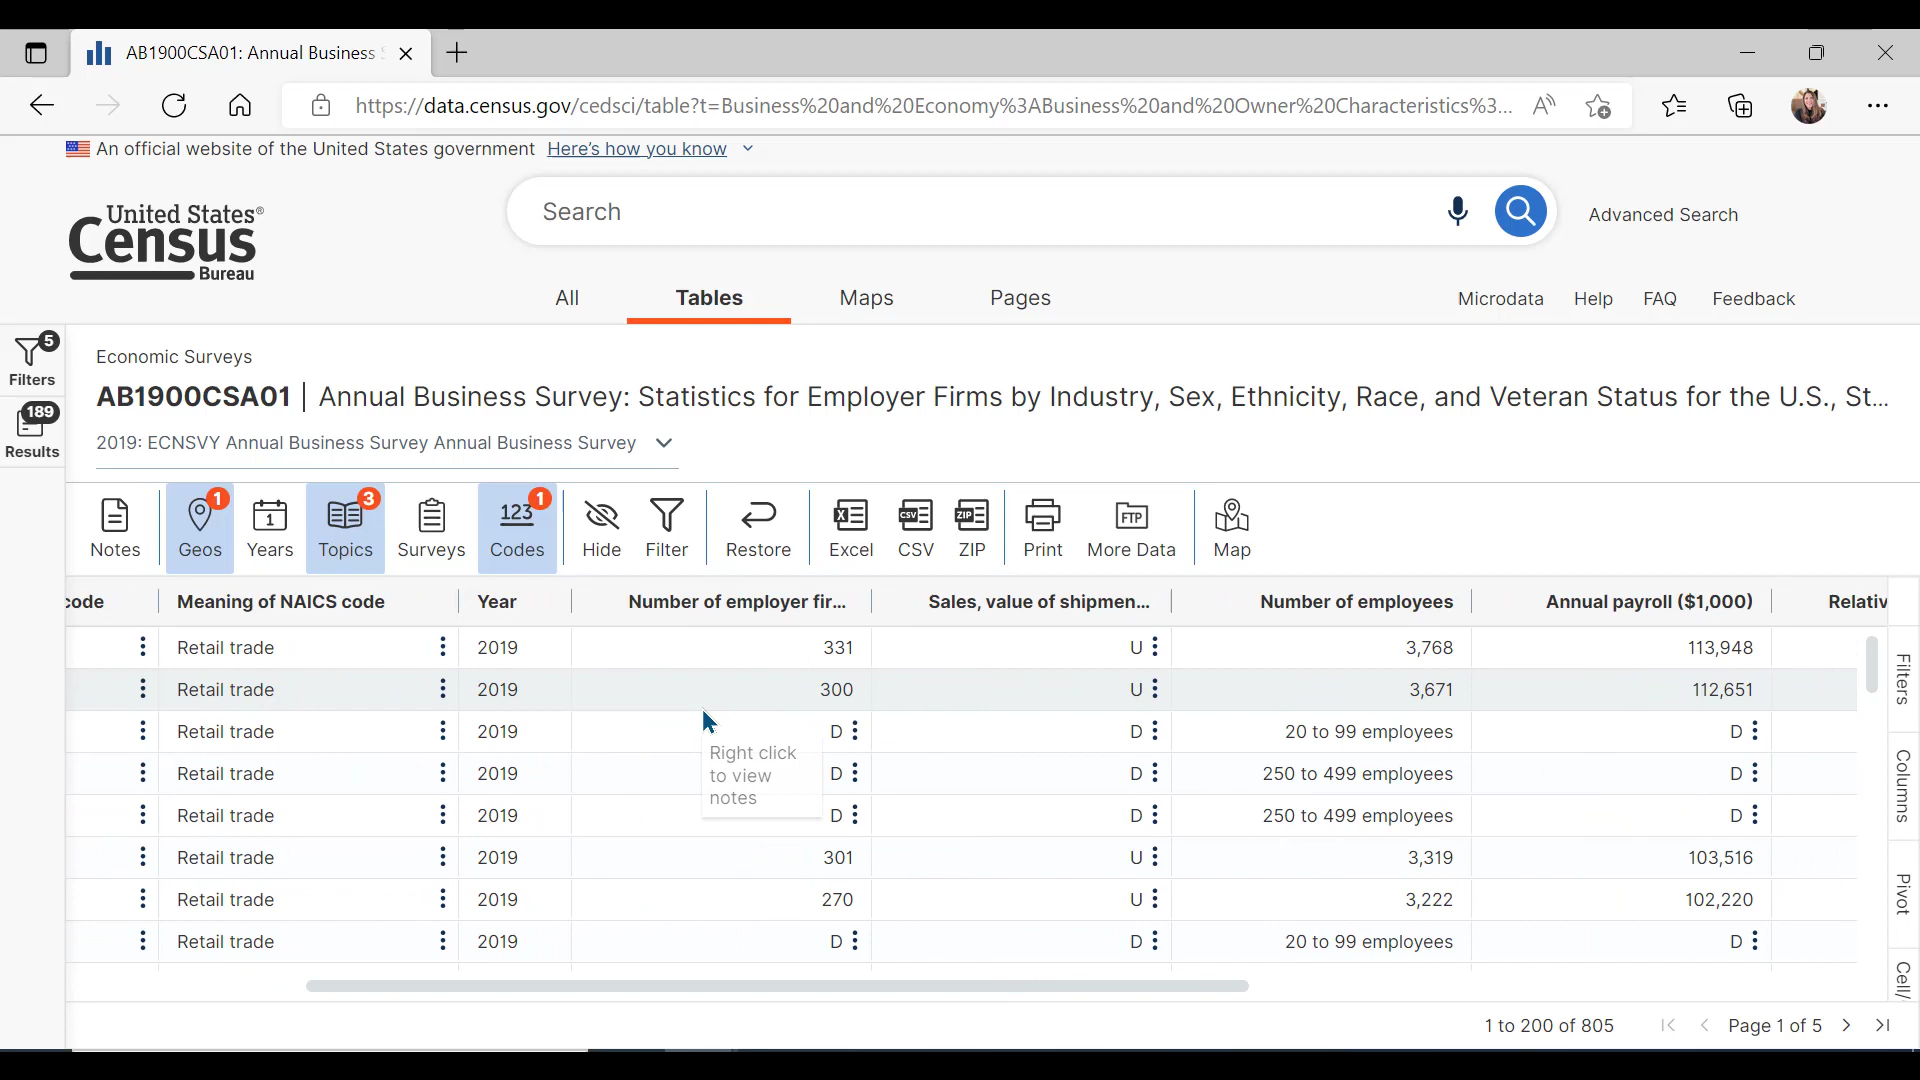 AB1900CSA01: Annual Business S
https://data.census.gov/cedsci/table?t=Business%20and%20Economy%3ABusiness%20and%20Owner%20Characteristics%3...
An official website of the United States government Here's how you know
United States®
Census
Bureau
Search
Advanced Search
All Tables Maps Pages
Microdata Help FAQ Feedback
5
Filters
189
Results
Economic Surveys
AB1900CSA01 | Annual Business Survey: Statistics for Employer Firms by Industry, Sex, Ethnicity, Race, and Veteran Status for the U.S., St...
2019: ECNSVY Annual Business Survey Annual Business Survey
1 1 3 123 1 X CSV ZIP FTP
Notes Geos Years Topics Surveys Codes Hide Filter Restore Excel CSV ZIP Print More Data Map
code Meaning of NAICS code Year Number of employer fir... Sales, value of shipmen... Number of employees Annual payroll ($1,000) Relativ
Retail trade 2019 331 U 3,768 113,948
Retail trade 2019 300 U 3,671 112,651
Retail trade 2019 D D 20 to 99 employees D
Retail trade 2019 D D 250 to 499 employees D
Retail trade 2019 D D 250 to 499 employees D
Retail trade 2019 301 U 3,319 103,516
Retail trade 2019 270 U 3,222 102,220
Retail trade 2019 D D 20 to 99 employees D
Right click
to view
notes
Filters
Columns
Pivot
Cell/
1 to 200 of 805 Page 1 of 5